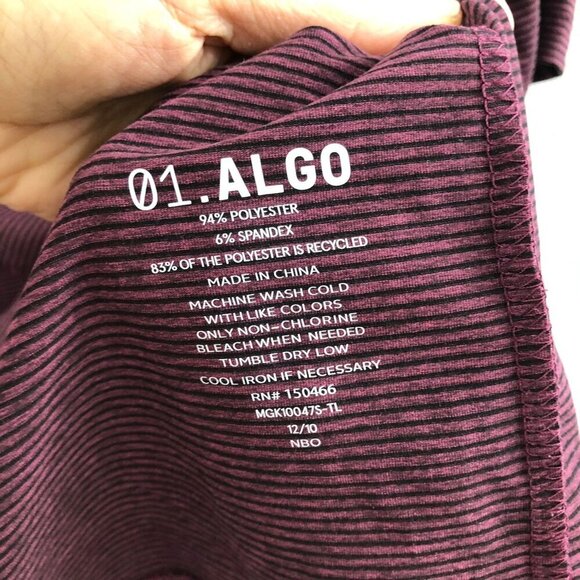 01.ALGO
94% POLYESTER
6% SPANDEX
83% OF THE POLYESTER IS RECYCLED
MADE IN CHINA
MACHINE WASH COLD
WITH LIKE COLORS
ONLY NON-CHLORINE
BLEACH WHEN NEEDED
TUMBLE DRY LOW
COOL IRON IF NECESSARY
RN# 150466
MGK10047S-TL
12/10
NBO